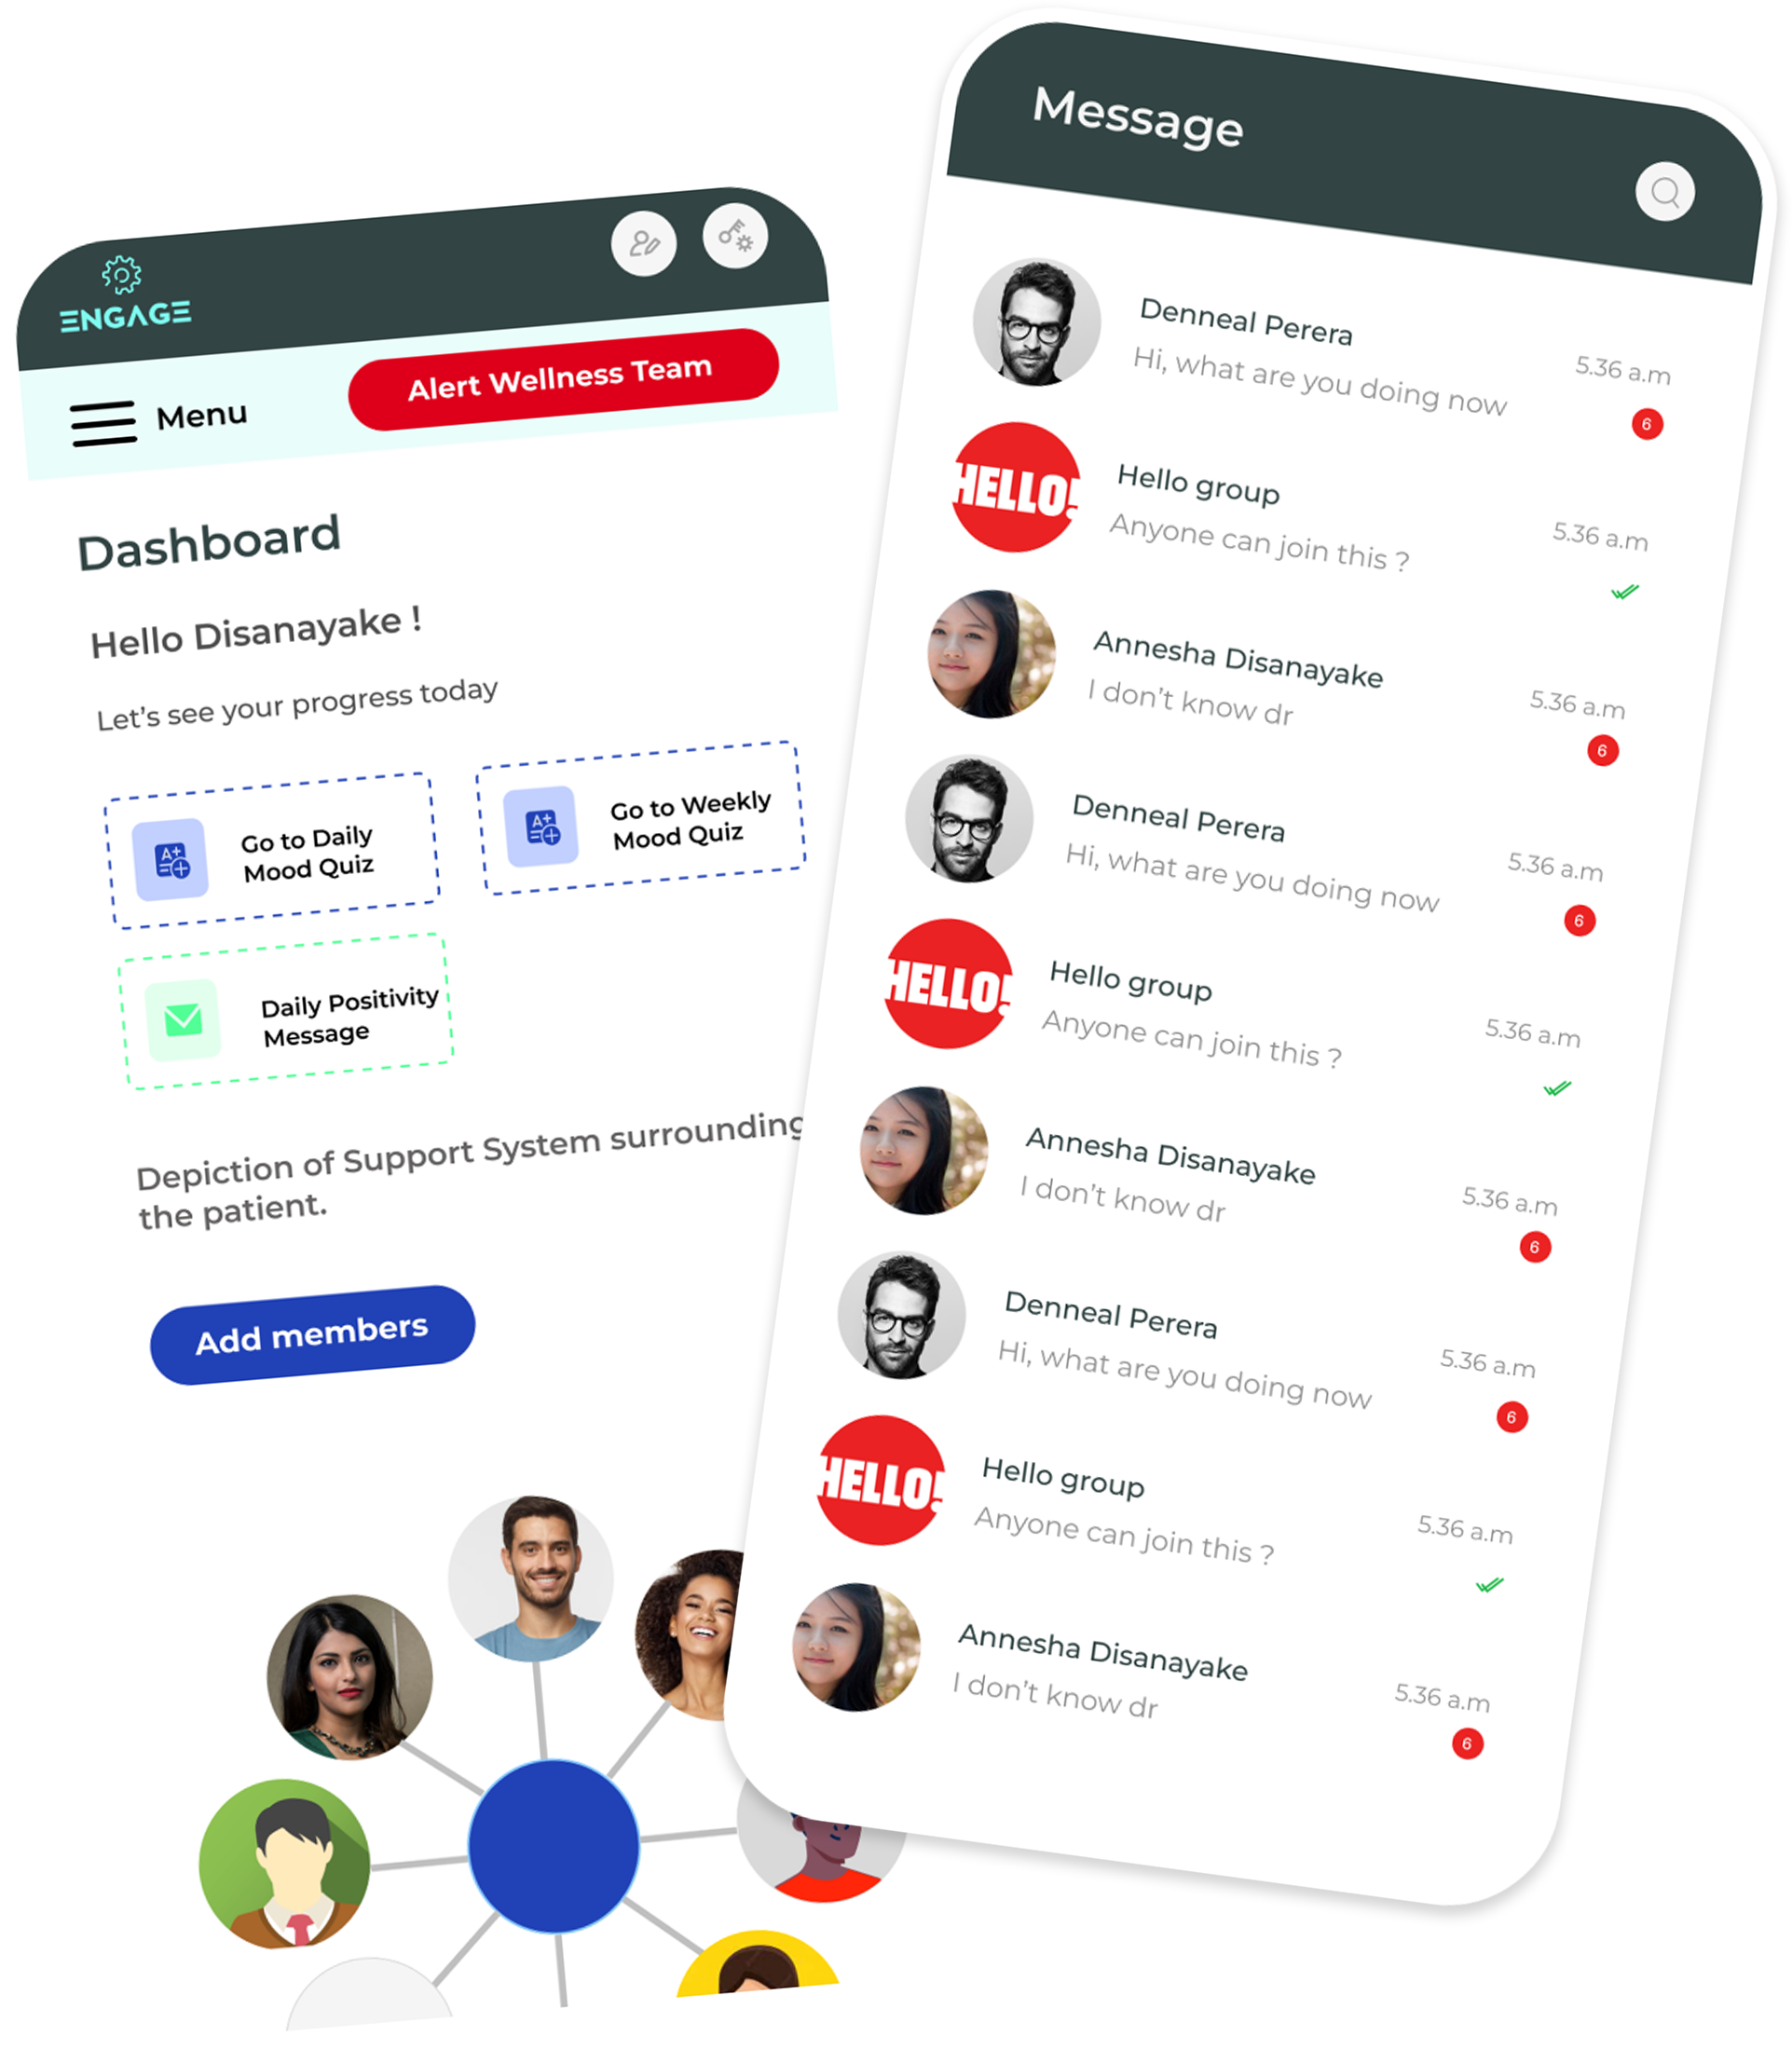 ENGAGE
Menu
Alert Wellness Team
Dashboard
Hello Disanayake !
Let's see your progress today
Go to Daily
Mood Quiz
Go to Weekly
Mood Quiz
Daily Positivity
Message
Depiction of Support System surrounding
the patient.
Add members
Message
Denneal Perera
Hi, what are you doing now
5.36 a.m
6
HELLO!
Hello group
Anyone can join this ?
5.36 a.m
Annesha Disanayake
I don't know dr
5.36 a.m
6
Denneal Perera
Hi, what are you doing now
5.36 a.m
6
HELLO!
Hello group
Anyone can join this ?
5.36 a.m
Annesha Disanayake
I don't know dr
5.36 a.m
6
Denneal Perera
Hi, what are you doing now
5.36 a.m
6
HELLO!
Hello group
Anyone can join this ?
5.36 a.m
Annesha Disanayake
I don't know dr
5.36 a.m
6